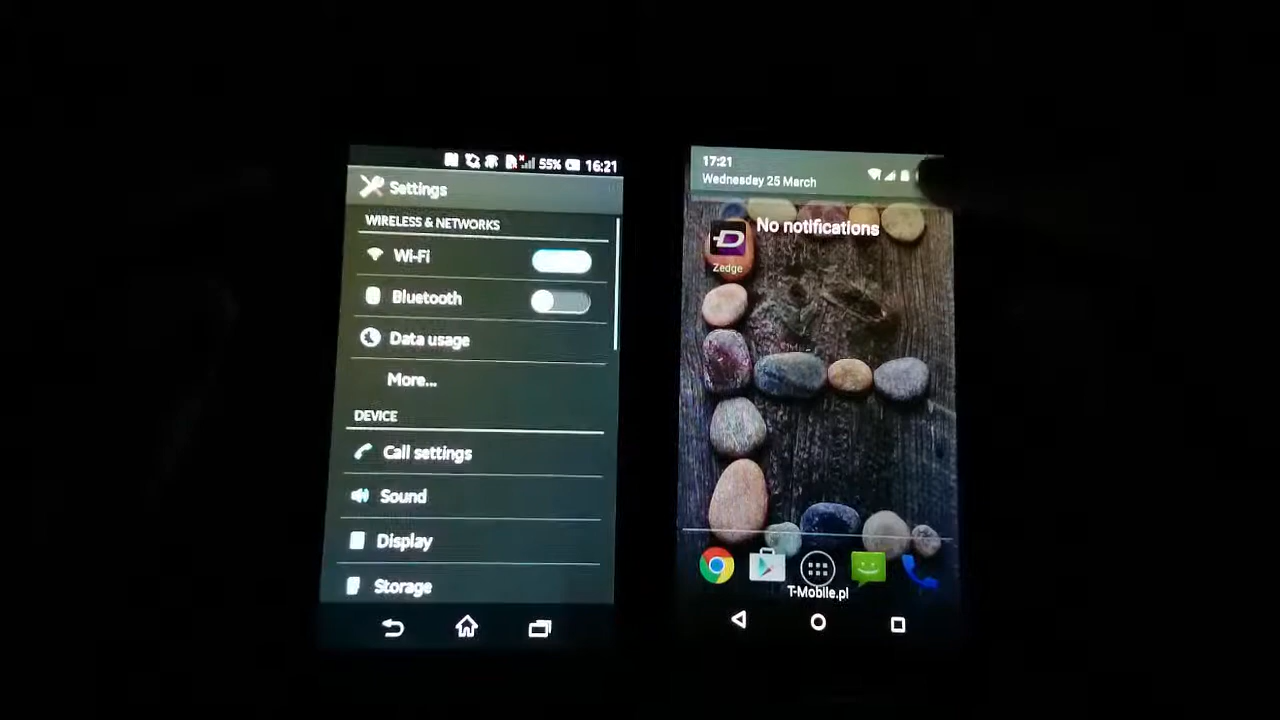 55% 16:21
Settings
WIRELESS & NETWORKS
Wi-Fi
Bluetooth
Data usage
More...
DEVICE
Call settings
Sound
Display
Storage
17:21
Wednesday 25 March
No notifications
Zedge
T-Mobile.pl